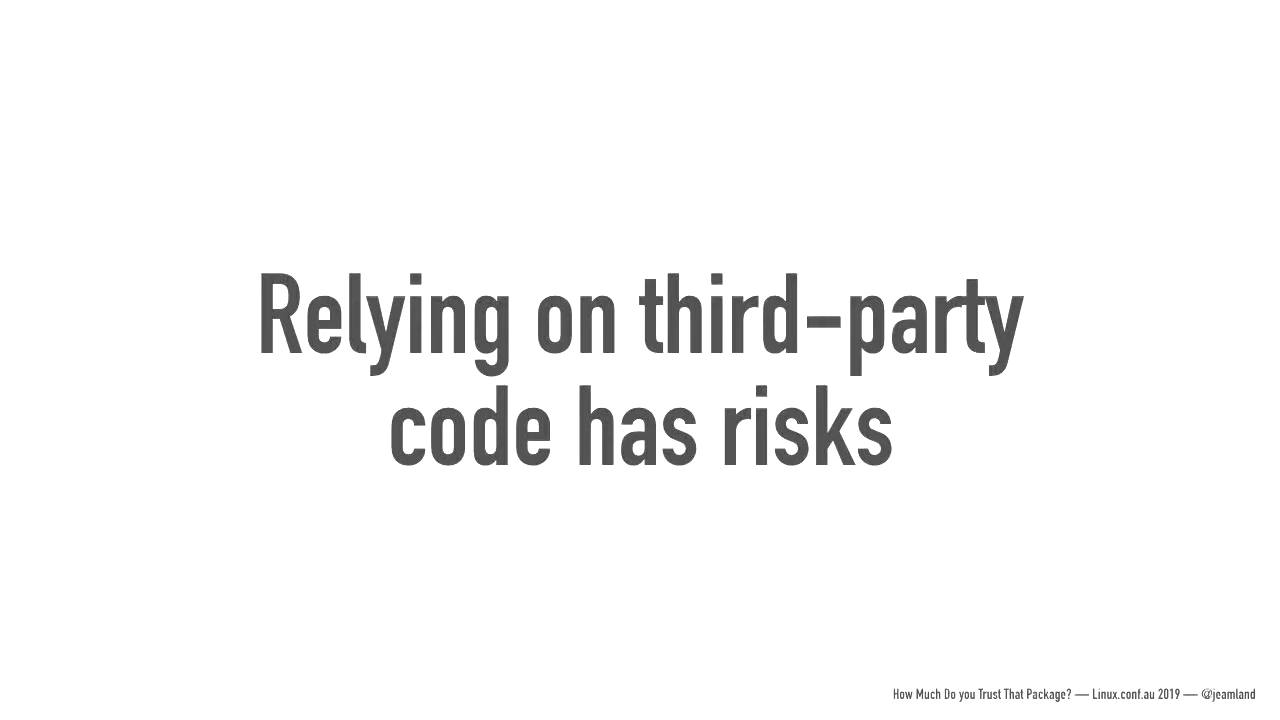 Relying on third-party
code has risks
How Much Do you Trust That Package? — Linux.conf.au 2019 — @jeamland